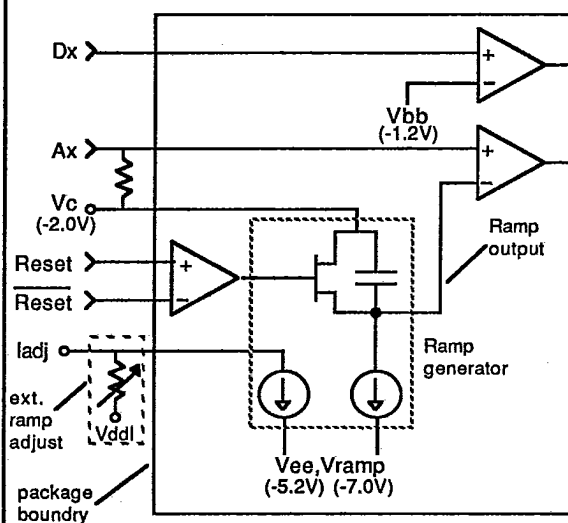 Dx
+
−
Vbb
(-1.2V)
Ax
+
−
Vc
(-2.0V)
Ramp
output
Reset
Reset
+
−
Iadj
Ramp
generator
ext.
ramp
adjust
Vddl
Vee,Vramp
(-5.2V) (-7.0V)
package
boundry